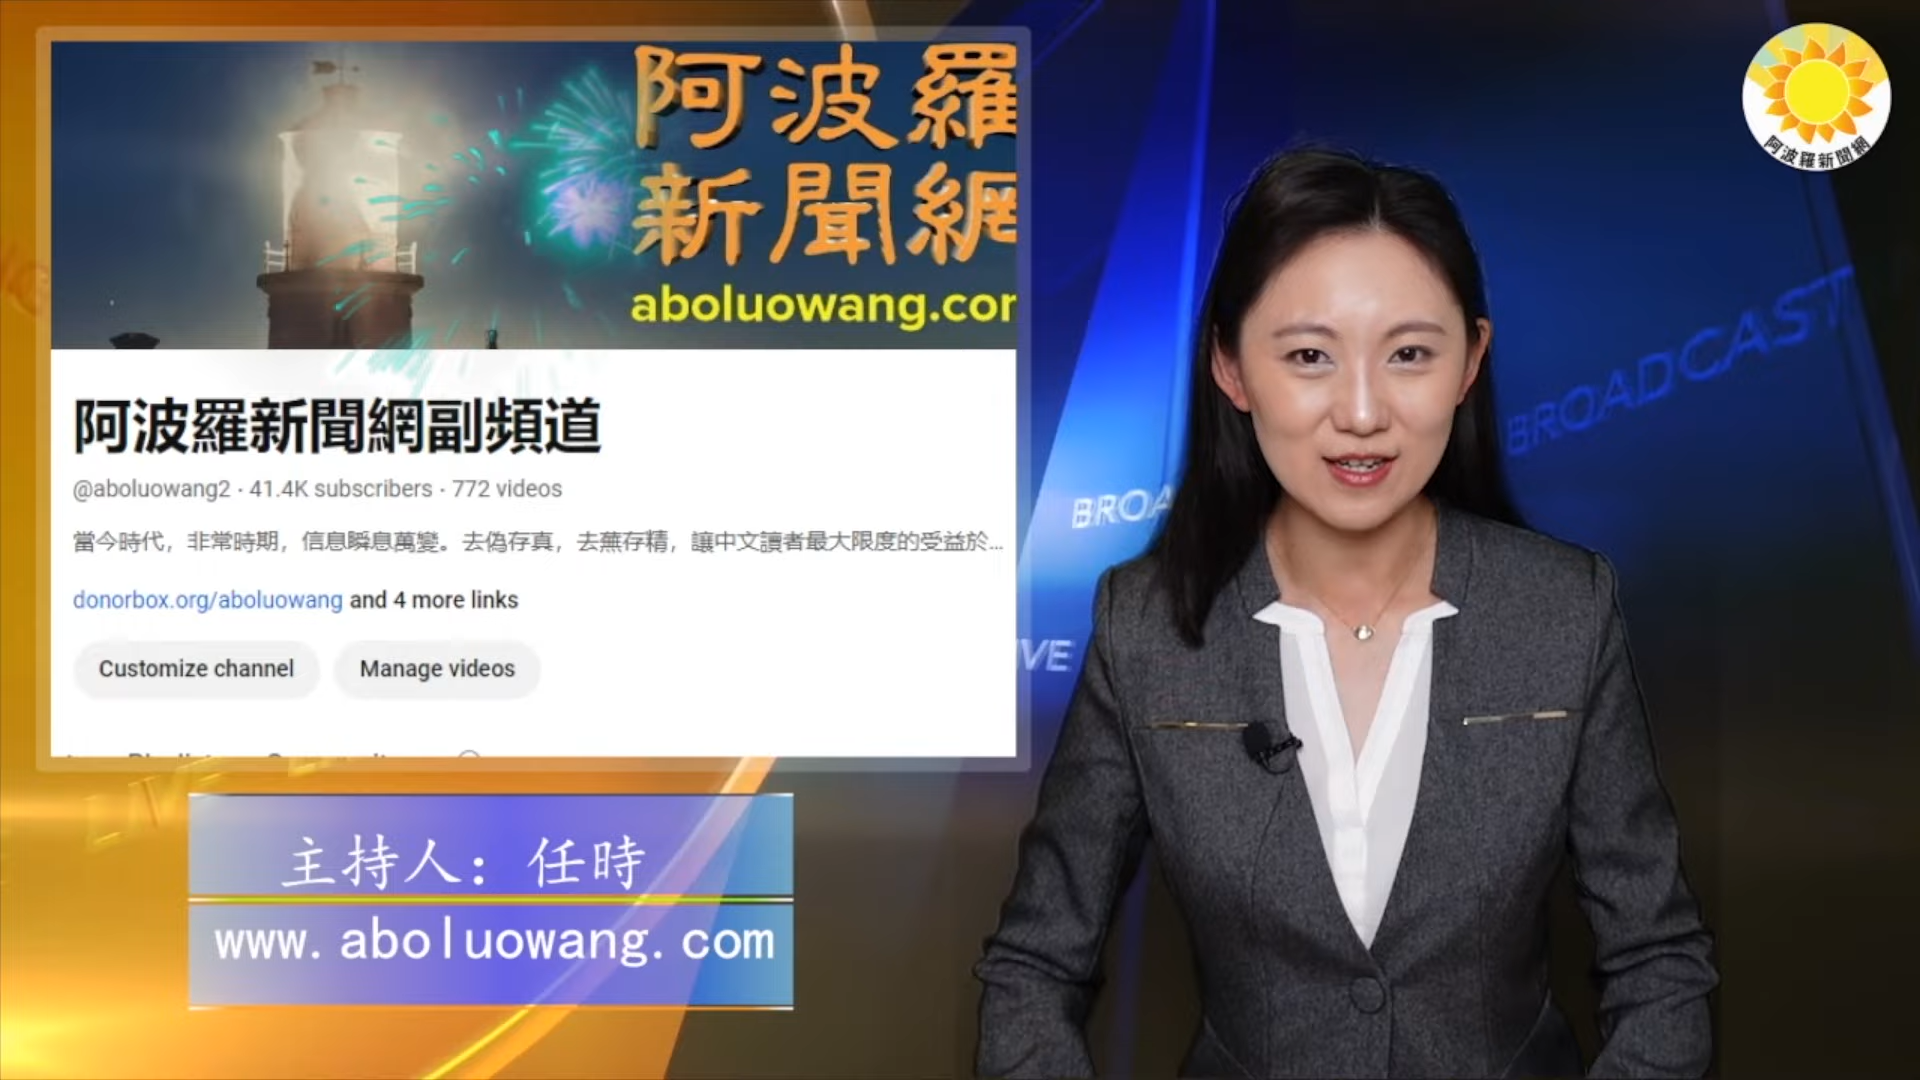 阿波羅
新聞網
aboluowang.com
阿波羅新聞網副頻道
@aboluowang2 · 41.4K subscribers · 772 videos
當今時代，非常時期，信息瞬息萬變。去偽存真，去蕪存精，讓中文讀者最大限度的受益於...
donorbox.org/aboluowang and 4 more links
Customize channel Manage videos
主持人：任時
www.aboluowang.com
阿波羅新聞網
BROADCAST
BROA
IVE
LIVE